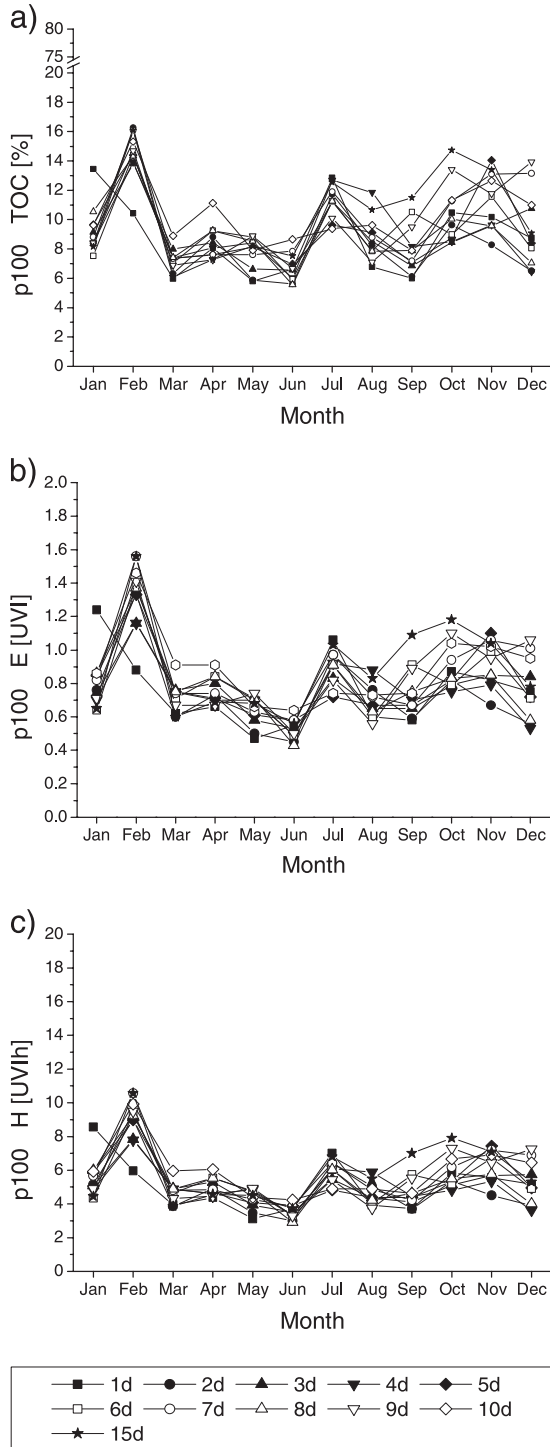 a)
80
75
20
18
16
14
12
10
8
6
4
2
0
p100 TOC [%]
Jan Feb Mar Apr May Jun Jul Aug Sep Oct Nov Dec
Month
b)
2.0
1.8
1.6
1.4
1.2
1.0
0.8
0.6
0.4
0.2
0.0
p100 E [UVI]
Jan Feb Mar Apr May Jun Jul Aug Sep Oct Nov Dec
Month
c)
20
18
16
14
12
10
8
6
4
2
0
p100 H [UVIh]
Jan Feb Mar Apr May Jun Jul Aug Sep Oct Nov Dec
Month
1d 2d 3d 4d 5d
6d 7d 8d 9d 10d
15d